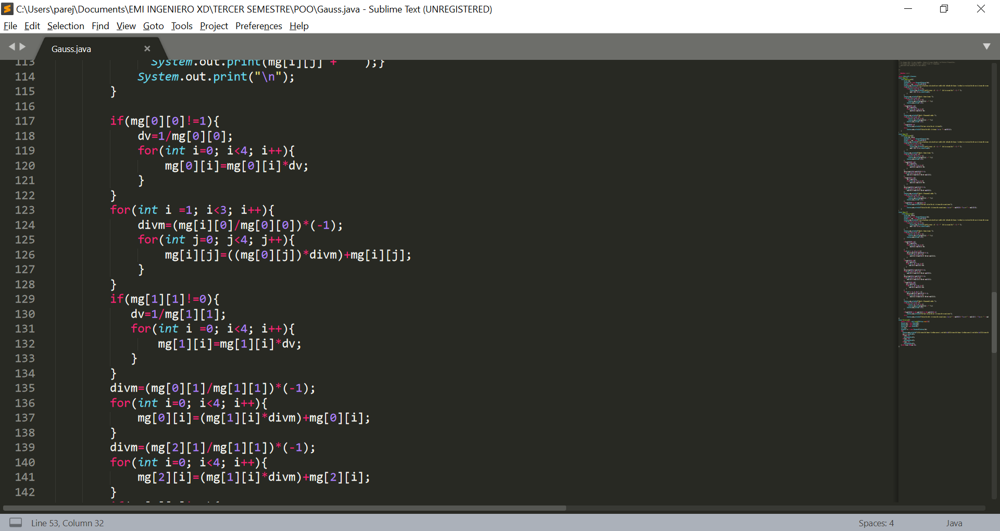 C:\Users\parej\Documents\EMI INGENIERO XD\TERCER SEMESTRE\POO\Gauss.java - Sublime Text (UNREGISTERED)
File Edit Selection Find View Goto Tools Project Preferences Help
Gauss.java
113 System.out.print(mg[i][j] + );}
114 System.out.print("\n");
115 }
116
117 if(mg[0][0]!=1){
118 dv=1/mg[0][0];
119 for(int i=0; i<4; i++){
120 mg[0][i]=mg[0][i]*dv;
121 }
122 }
123 for(int i =1; i<3; i++){
124 divm=(mg[i][0]/mg[0][0])*(-1);
125 for(int j=0; j<4; j++){
126 mg[i][j]=((mg[0][j])*divm)+mg[i][j];
127 }
128 }
129 if(mg[1][1]!=0){
130 dv=1/mg[1][1];
131 for(int i =0; i<4; i++){
132 mg[1][i]=mg[1][i]*dv;
133 }
134 }
135 divm=(mg[0][1]/mg[1][1])*(-1);
136 for(int i=0; i<4; i++){
137 mg[0][i]=(mg[1][i]*divm)+mg[0][i];
138 }
139 divm=(mg[2][1]/mg[1][1])*(-1);
140 for(int i=0; i<4; i++){
141 mg[2][i]=(mg[1][i]*divm)+mg[2][i];
142 }
Line 53, Column 32
Spaces: 4
Java